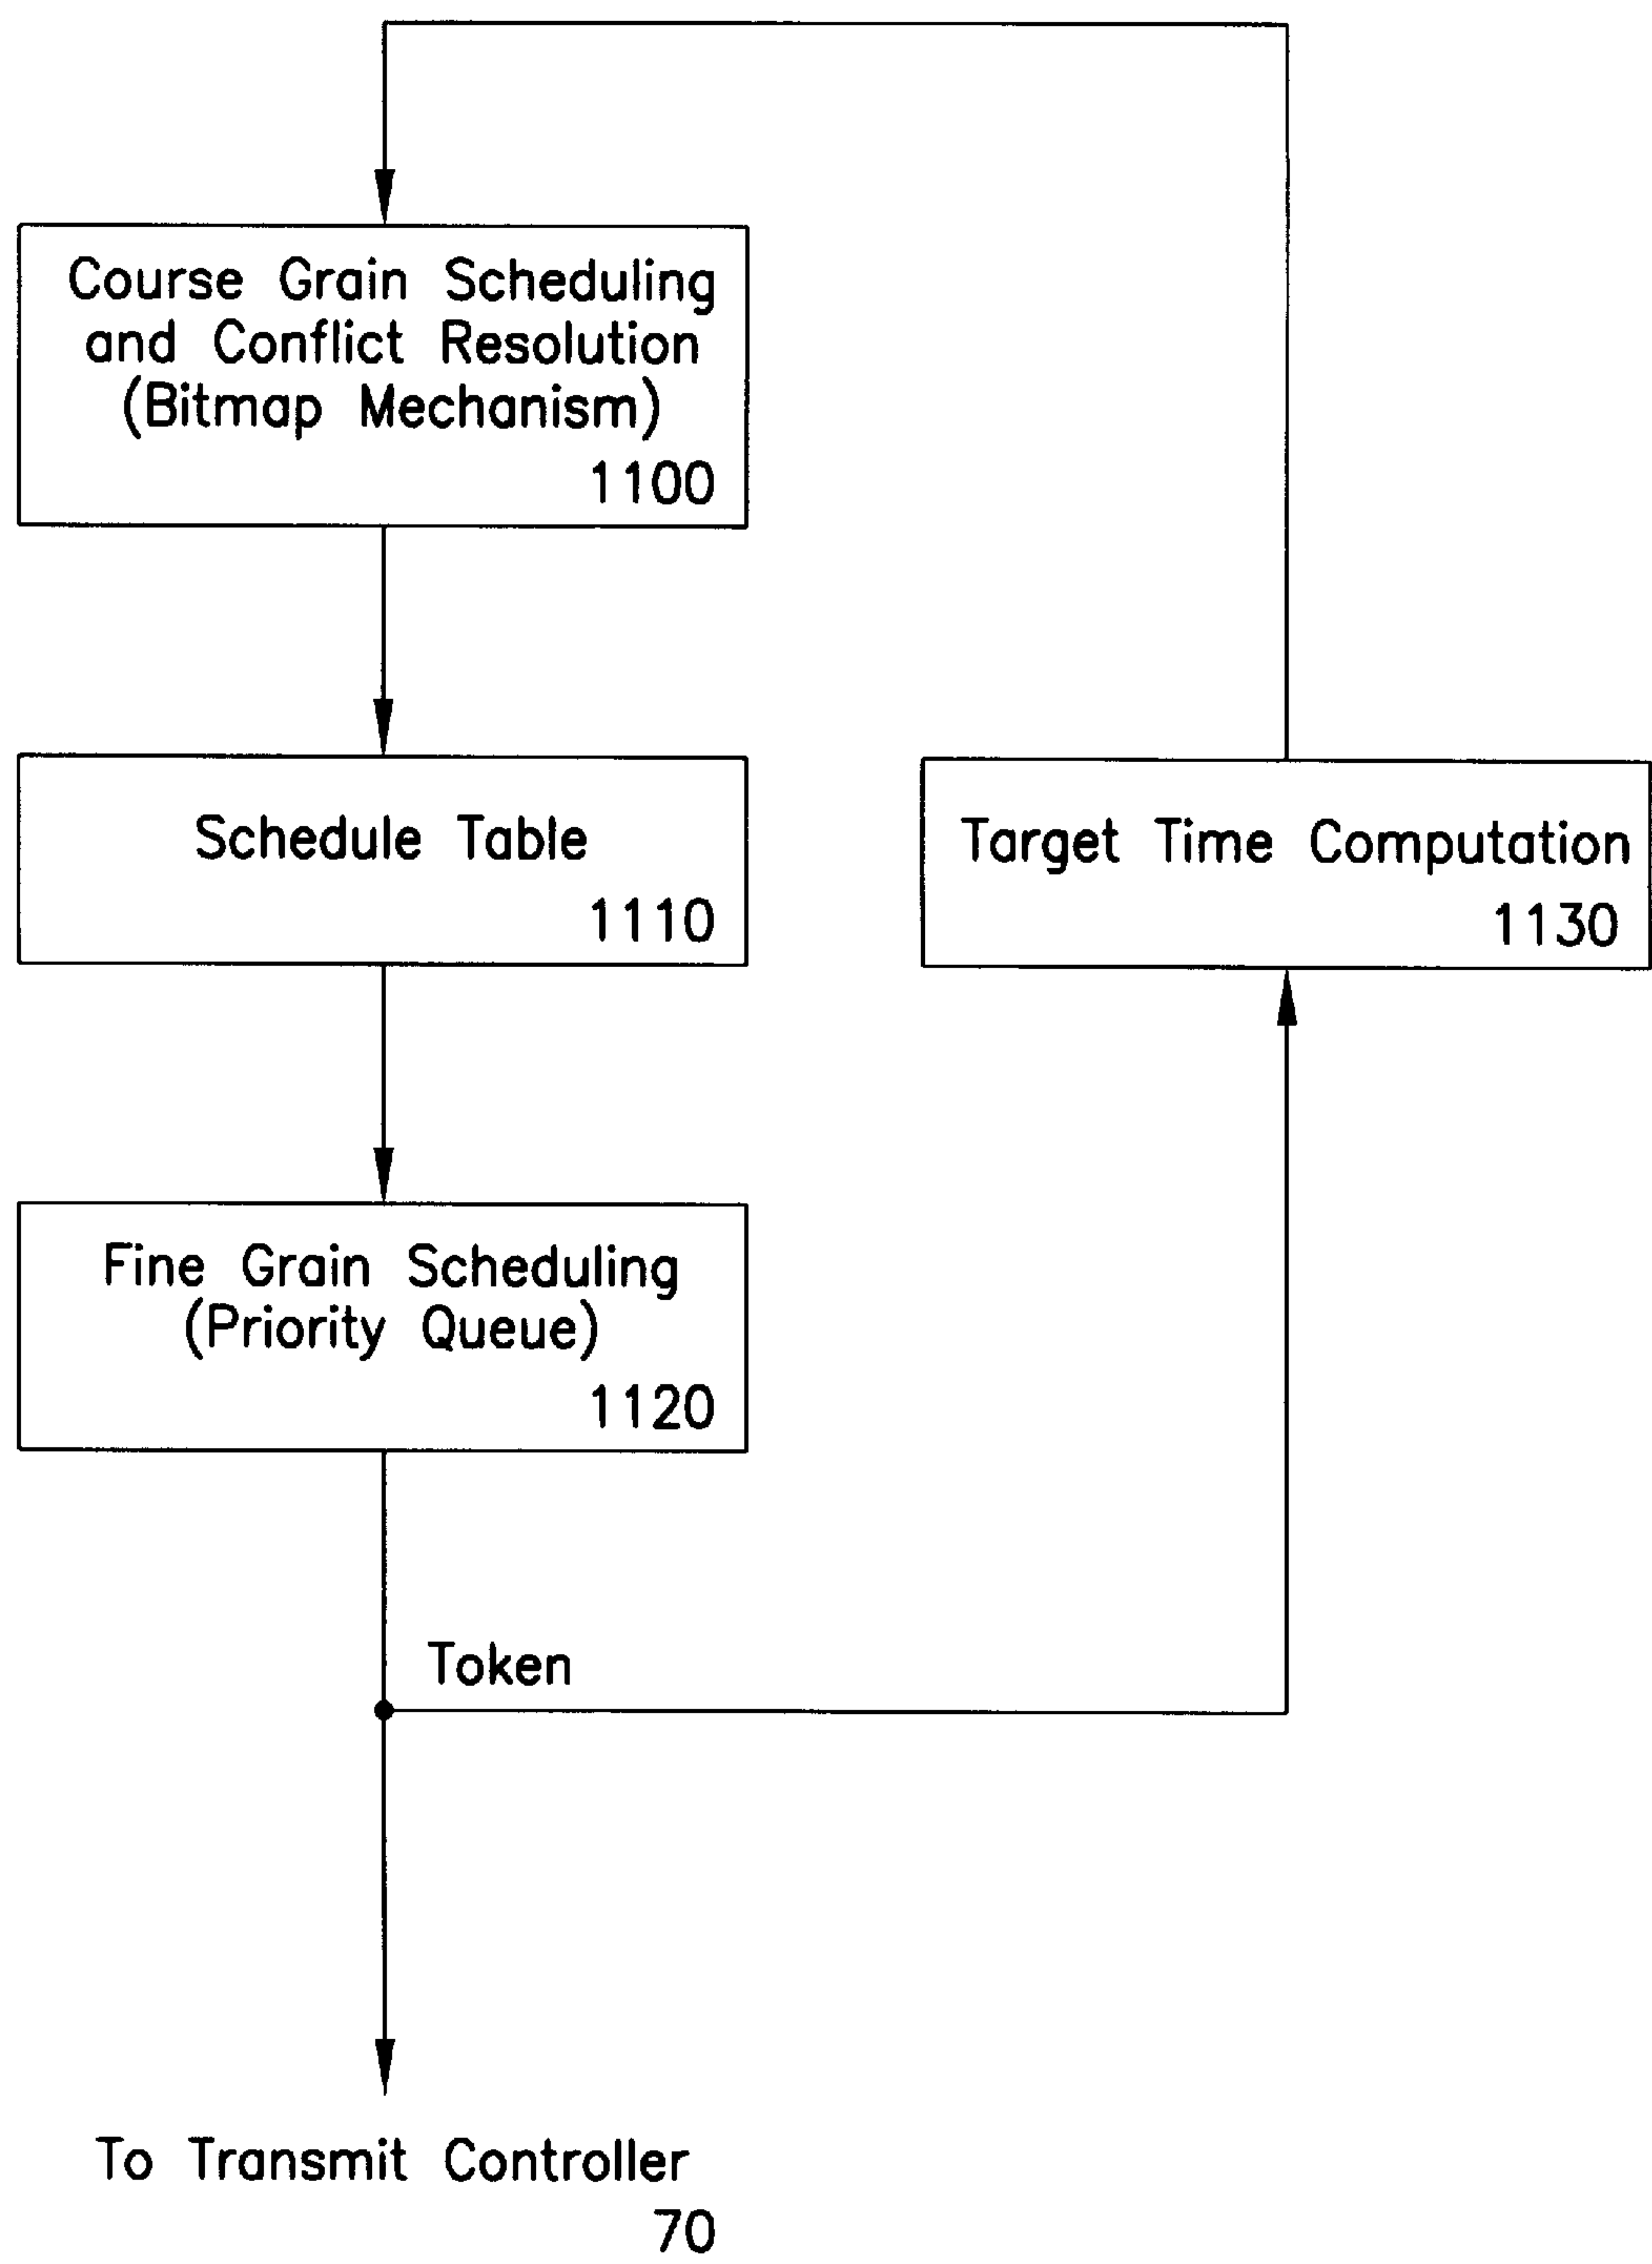 Course Grain Scheduling
and Conflict Resolution
(Bitmap Mechanism)
1100
Schedule Table
1110
Target Time Computation
1130
Fine Grain Scheduling
(Priority Queue)
1120
Token
To Transmit Controller
70